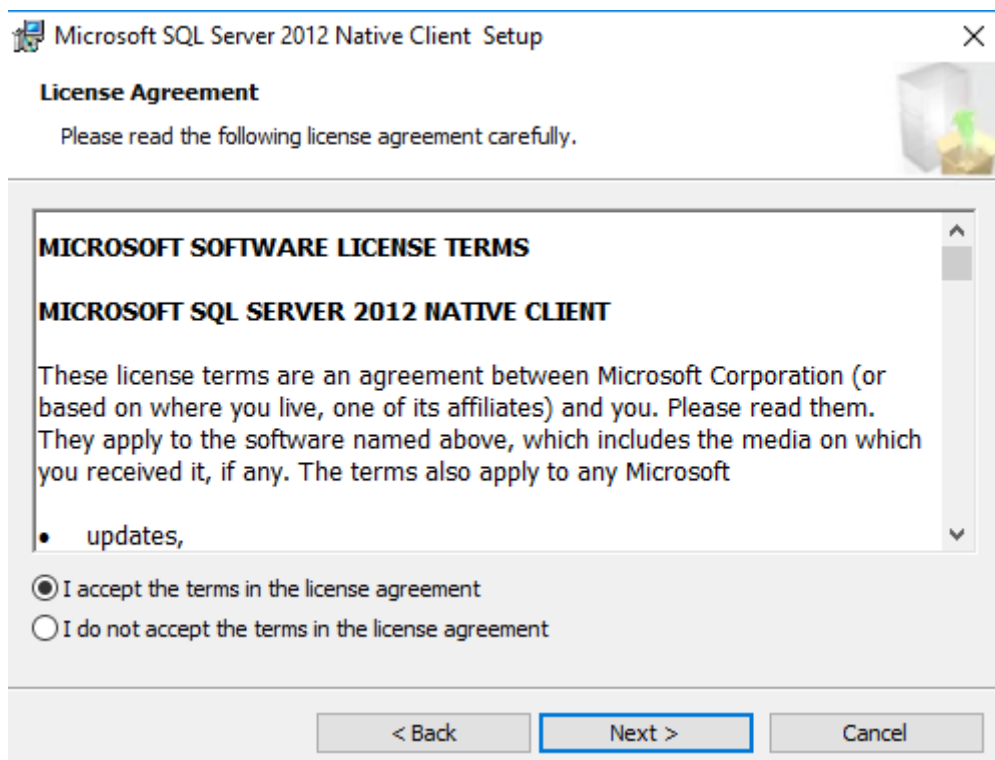 Microsoft SQL Server 2012 Native Client  Setup
License Agreement
Please read the following license agreement carefully.
MICROSOFT SOFTWARE LICENSE TERMS
MICROSOFT SQL SERVER 2012 NATIVE CLIENT
These license terms are an agreement between Microsoft Corporation (or
based on where you live, one of its affiliates) and you. Please read them.
They apply to the software named above, which includes the media on which
you received it, if any. The terms also apply to any Microsoft
• updates,
I accept the terms in the license agreement
I do not accept the terms in the license agreement
< Back Next > Cancel